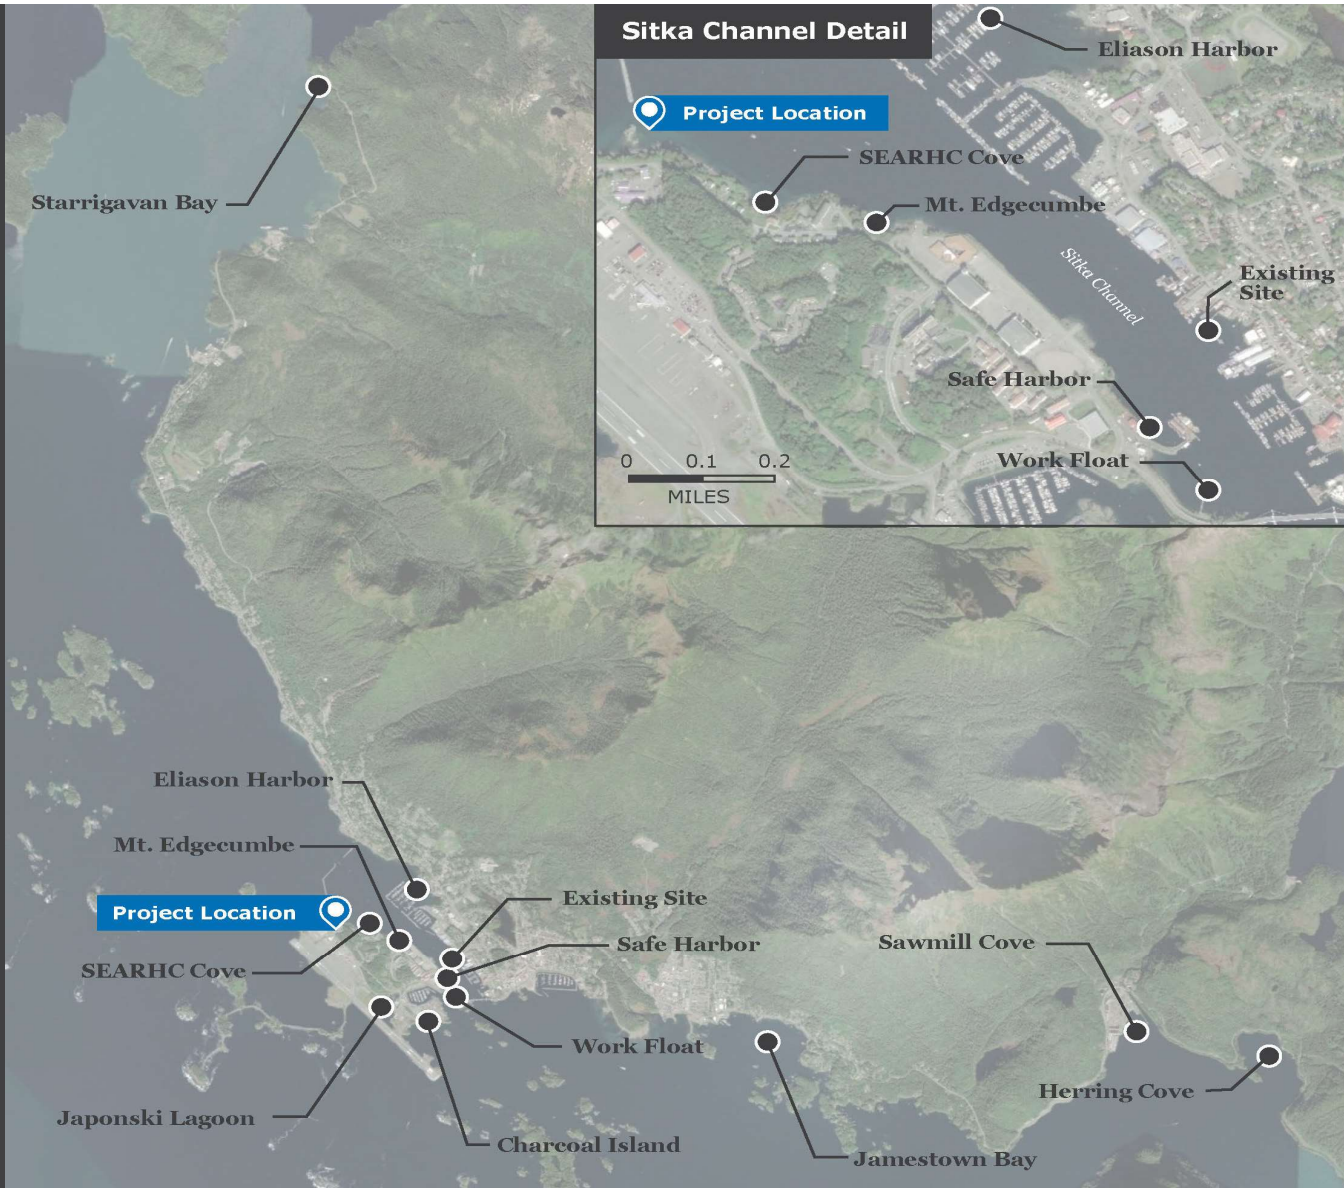 Sitka Channel Detail
Eliason Harbor
Project Location
SEARHC Cove
Mt. Edgecumbe
Sitka Channel
Existing
Site
Safe Harbor
Work Float
0 0.1 0.2
MILES
Starrigavan Bay
Eliason Harbor
Mt. Edgecumbe
Project Location
Existing Site
Safe Harbor
Sawmill Cove
SEARHC Cove
Work Float
Herring Cove
Japonski Lagoon
Charcoal Island
Jamestown Bay